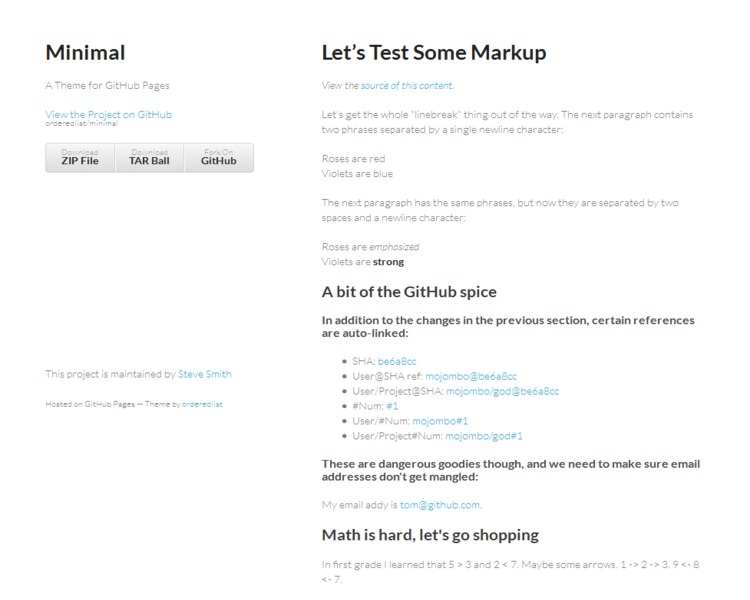 Minimal
A Theme for GitHub Pages
View the Project on GitHub
orderedlist/minimal
Download
ZIP File
Download
TAR Ball
Fork On
GitHub
This project is maintained by Steve Smith
Hosted on GitHub Pages — Theme by orderedlist
Let’s Test Some Markup
View the source of this content.
Let's get the whole "linebreak" thing out of the way. The next paragraph contains
two phrases separated by a single newline character:
Roses are red
Violets are blue
The next paragraph has the same phrases, but now they are separated by two
spaces and a newline character:
Roses are emphasized
Violets are strong
A bit of the GitHub spice
In addition to the changes in the previous section, certain references
are auto-linked:
• SHA: be6a8cc
• User@SHA ref: mojombo@be6a8cc
• User/Project@SHA: mojombo/god@be6a8cc
• #Num: #1
• User/#Num: mojombo#1
• User/Project#Num: mojombo/god#1
These are dangerous goodies though, and we need to make sure email
addresses don't get mangled:
My email addy is tom@github.com.
Math is hard, let's go shopping
In first grade I learned that 5 > 3 and 2 < 7. Maybe some arrows. 1 -> 2 -> 3. 9 <- 8
<- 7.